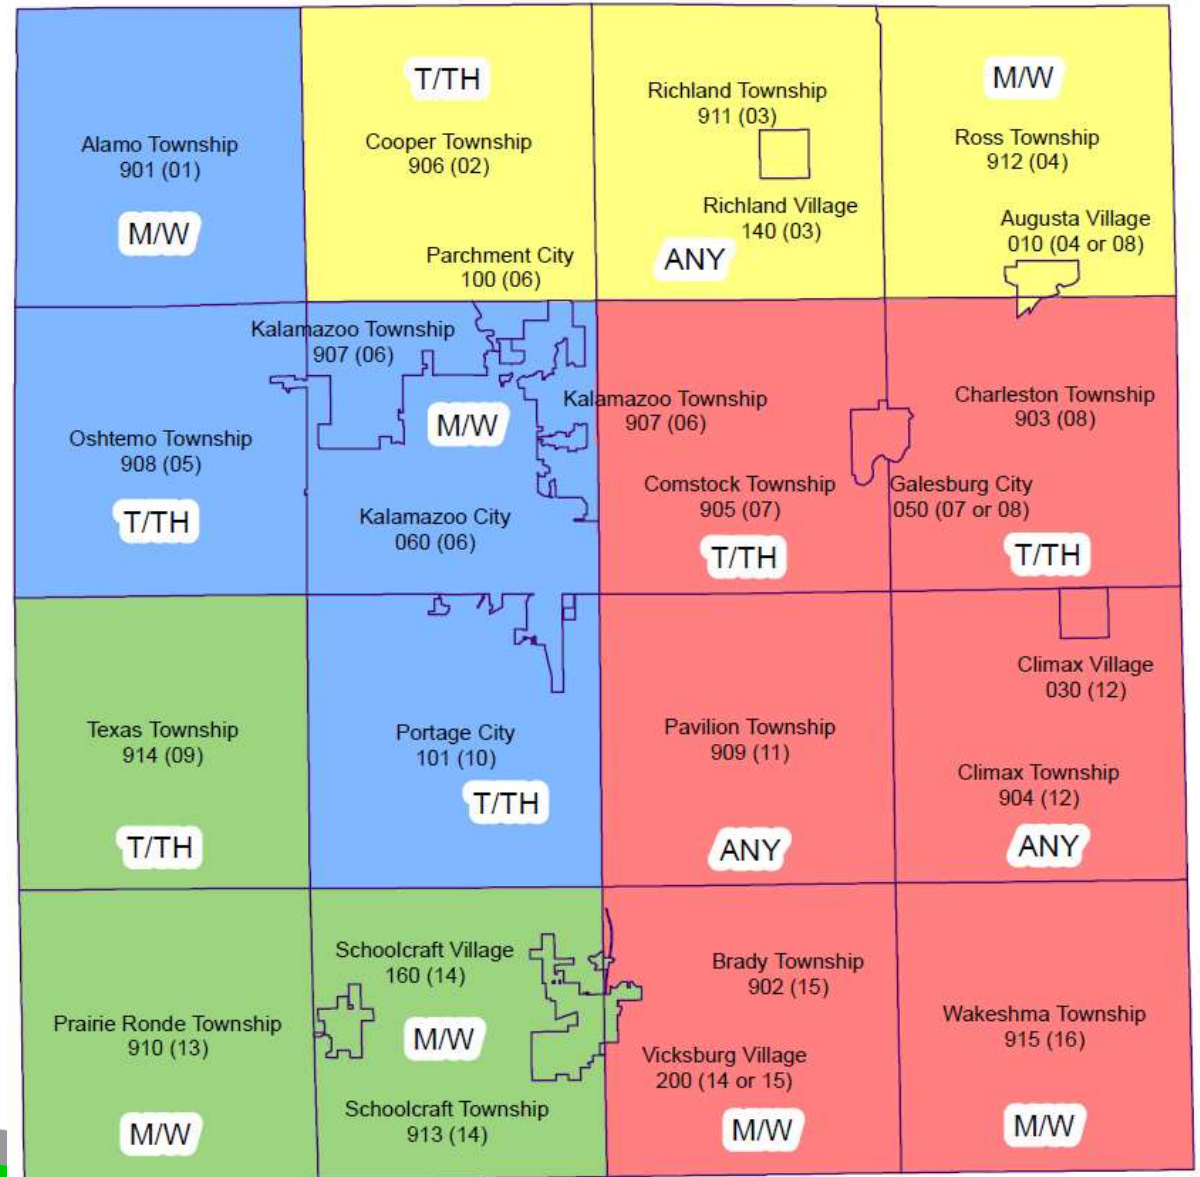 T/TH
M/W
Richland Township
911 (03)
Alamo Township
901 (01)
Cooper Township
906 (02)
Ross Township
912 (04)
Richland Village
140 (03)
Augusta Village
010 (04 or 08)
M/W
Parchment City
100 (06)
ANY
Kalamazoo Township
907 (06)
Kalamazoo Township
907 (06)
Charleston Township
903 (08)
M/W
Oshtemo Township
908 (05)
Comstock Township
905 (07)
Galesburg City
050 (07 or 08)
T/TH
Kalamazoo City
060 (06)
T/TH
T/TH
Climax Village
030 (12)
Texas Township
914 (09)
Portage City
101 (10)
Pavilion Township
909 (11)
Climax Township
904 (12)
T/TH
T/TH
ANY
ANY
Schoolcraft Village
160 (14)
Brady Township
902 (15)
Prairie Ronde Township
910 (13)
M/W
Wakeshma Township
915 (16)
Vicksburg Village
200 (14 or 15)
Schoolcraft Township
913 (14)
M/W
M/W
M/W